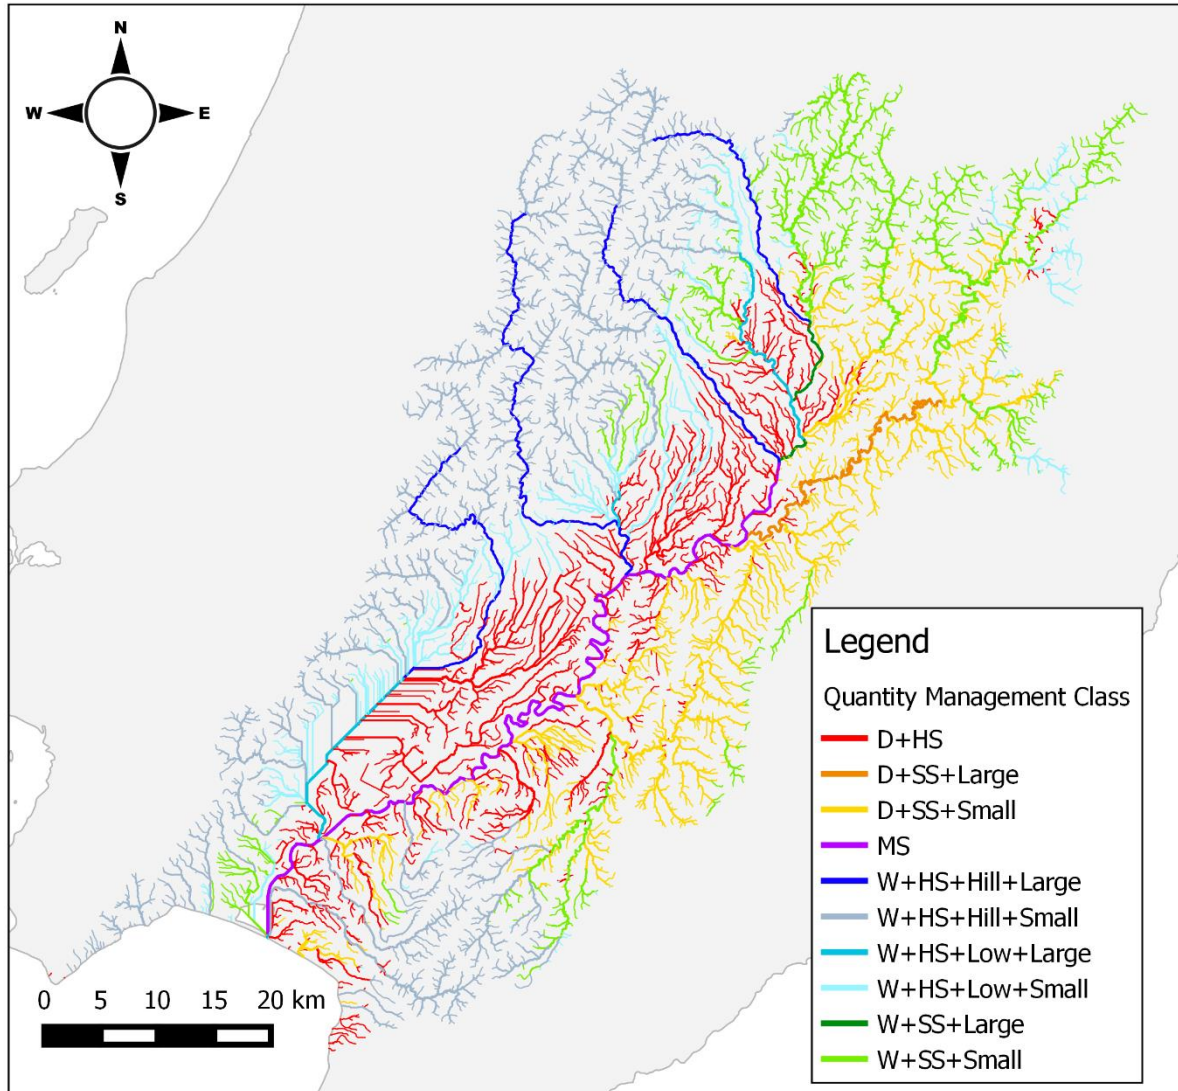 N
W E
S
Legend
Quantity Management Class
D+HS
D+SS+Large
D+SS+Small
MS
W+HS+Hill+Large
W+HS+Hill+Small
W+HS+Low+Large
W+HS+Low+Small
W+SS+Large
W+SS+Small
0 5 10 15 20 km